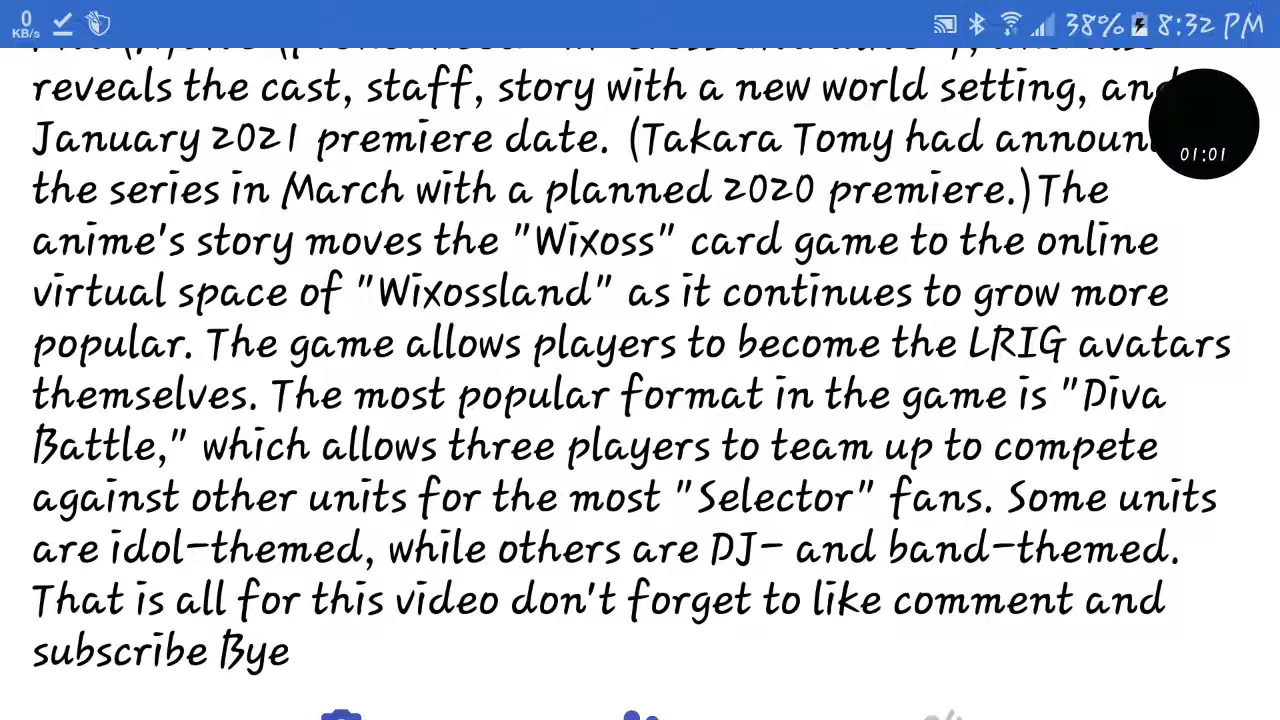 0
KB/s
38% 8:32 PM
reveals the cast, staff, story with a new world setting, and
January 2021 premiere date. (Takara Tomy had announ
01:01
the series in March with a planned 2020 premiere.)The
anime's story moves the "Wixoss" card game to the online
virtual space of "Wixossland" as it continues to grow more
popular. The game allows players to become the LRIG avatars
themselves. The most popular format in the game is "Diva
Battle," which allows three players to team up to compete
against other units for the most "Selector" fans. Some units
are idol-themed, while others are DJ- and band-themed.
That is all for this video don't forget to like comment and
subscribe Bye